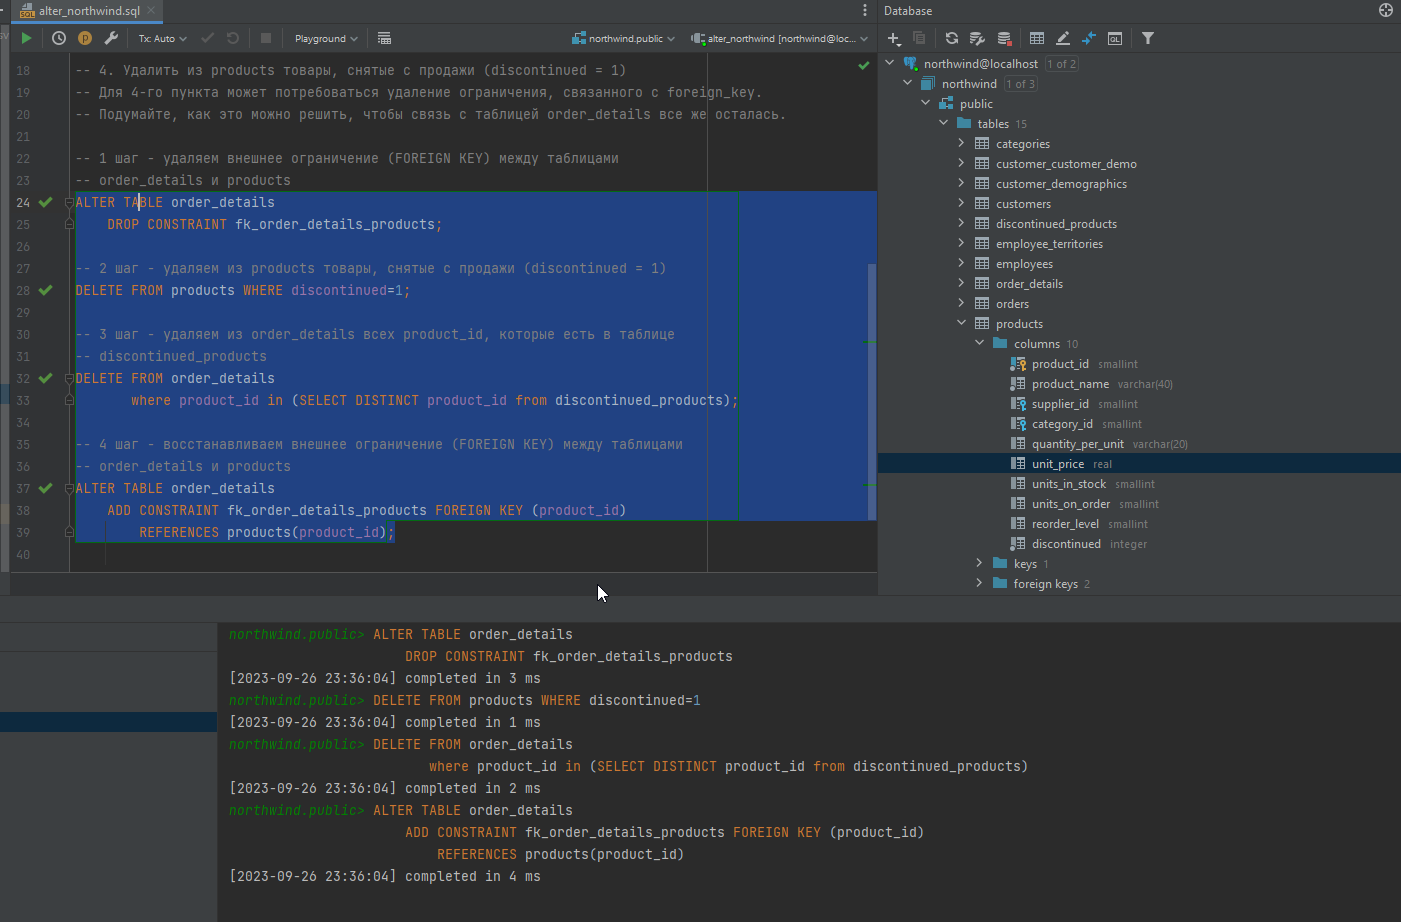 alter_northwind.sql
Tx: Auto
Playground
northwind.public
alter_northwind [northwind@loc...
18 -- 4. Удалить из products товары, снятые с продажи (discontinued = 1)
19 -- Для 4-го пункта может потребоваться удаление ограничения, связанного с foreign_key.
20 -- Подумайте, как это можно решить, чтобы связь с таблицей order_details все же осталась.
21
22 -- 1 шаг - удаляем внешнее ограничение (FOREIGN KEY) между таблицами
23 -- order_details и products
24 ALTER TABLE order_details
25 DROP CONSTRAINT fk_order_details_products;
26
27 -- 2 шаг - удаляем из products товары, снятые с продажи (discontinued = 1)
28 DELETE FROM products WHERE discontinued=1;
29
30 -- 3 шаг - удаляем из order_details всех product_id, которые есть в таблице
31 -- discontinued_products
32 DELETE FROM order_details
33 where product_id in (SELECT DISTINCT product_id from discontinued_products);
34
35 -- 4 шаг - восстанавливаем внешнее ограничение (FOREIGN KEY) между таблицами
36 -- order_details и products
37 ALTER TABLE order_details
38 ADD CONSTRAINT fk_order_details_products FOREIGN KEY (product_id)
39 REFERENCES products(product_id);
40
Database
northwind@localhost 1 of 2
northwind 1 of 3
public
tables 15
categories
customer_customer_demo
customer_demographics
customers
discontinued_products
employee_territories
employees
order_details
orders
products
columns 10
product_id smallint
product_name varchar(40)
supplier_id smallint
category_id smallint
quantity_per_unit varchar(20)
unit_price real
units_in_stock smallint
units_on_order smallint
reorder_level smallint
discontinued integer
keys 1
foreign keys 2
northwind.public> ALTER TABLE order_details
DROP CONSTRAINT fk_order_details_products
[2023-09-26 23:36:04] completed in 3 ms
northwind.public> DELETE FROM products WHERE discontinued=1
[2023-09-26 23:36:04] completed in 1 ms
northwind.public> DELETE FROM order_details
where product_id in (SELECT DISTINCT product_id from discontinued_products)
[2023-09-26 23:36:04] completed in 2 ms
northwind.public> ALTER TABLE order_details
ADD CONSTRAINT fk_order_details_products FOREIGN KEY (product_id)
REFERENCES products(product_id)
[2023-09-26 23:36:04] completed in 4 ms